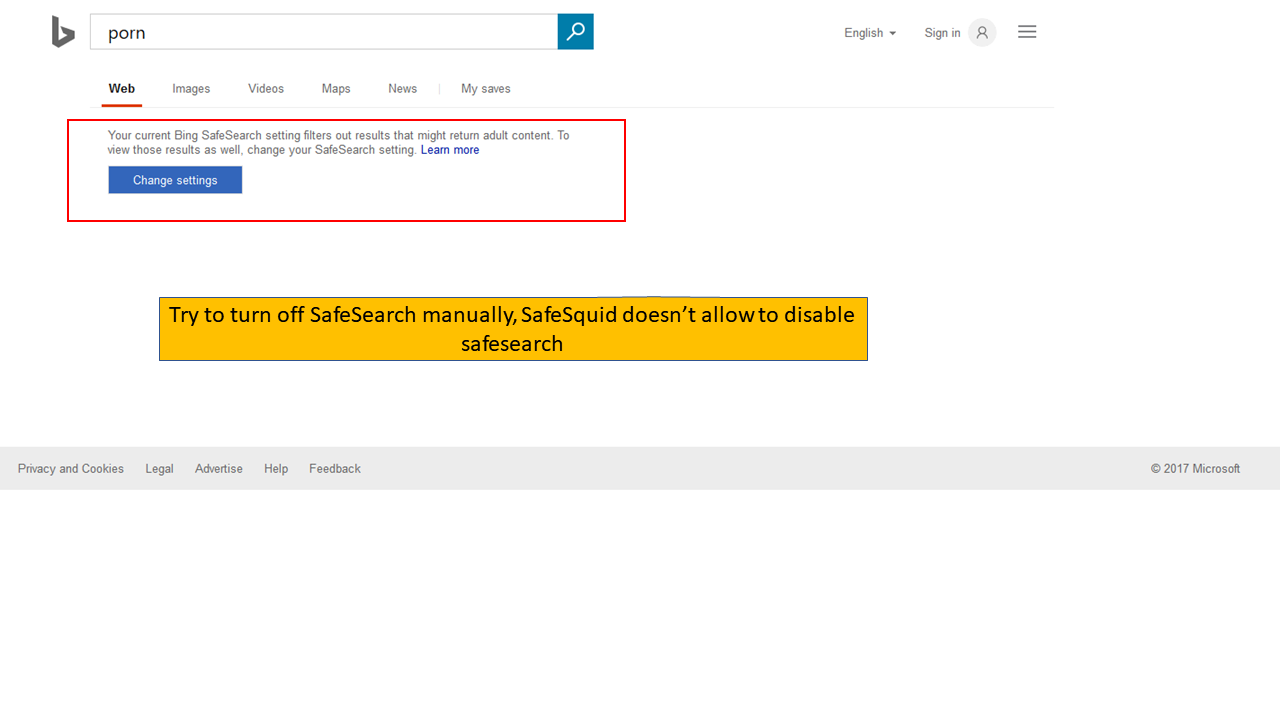 porn
English
Sign in
Web Images Videos Maps News | My saves
Your current Bing SafeSearch setting filters out results that might return adult content. To
view those results as well, change your SafeSearch setting. Learn more
Change settings
Try to turn off SafeSearch manually, SafeSquid doesn’t allow to disable
safesearch
Privacy and Cookies Legal Advertise Help Feedback © 2017 Microsoft